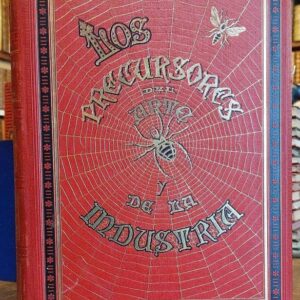 LOS
PRECURSORES
DEL
ARTE
Y
DE LA
INDUSTRIA